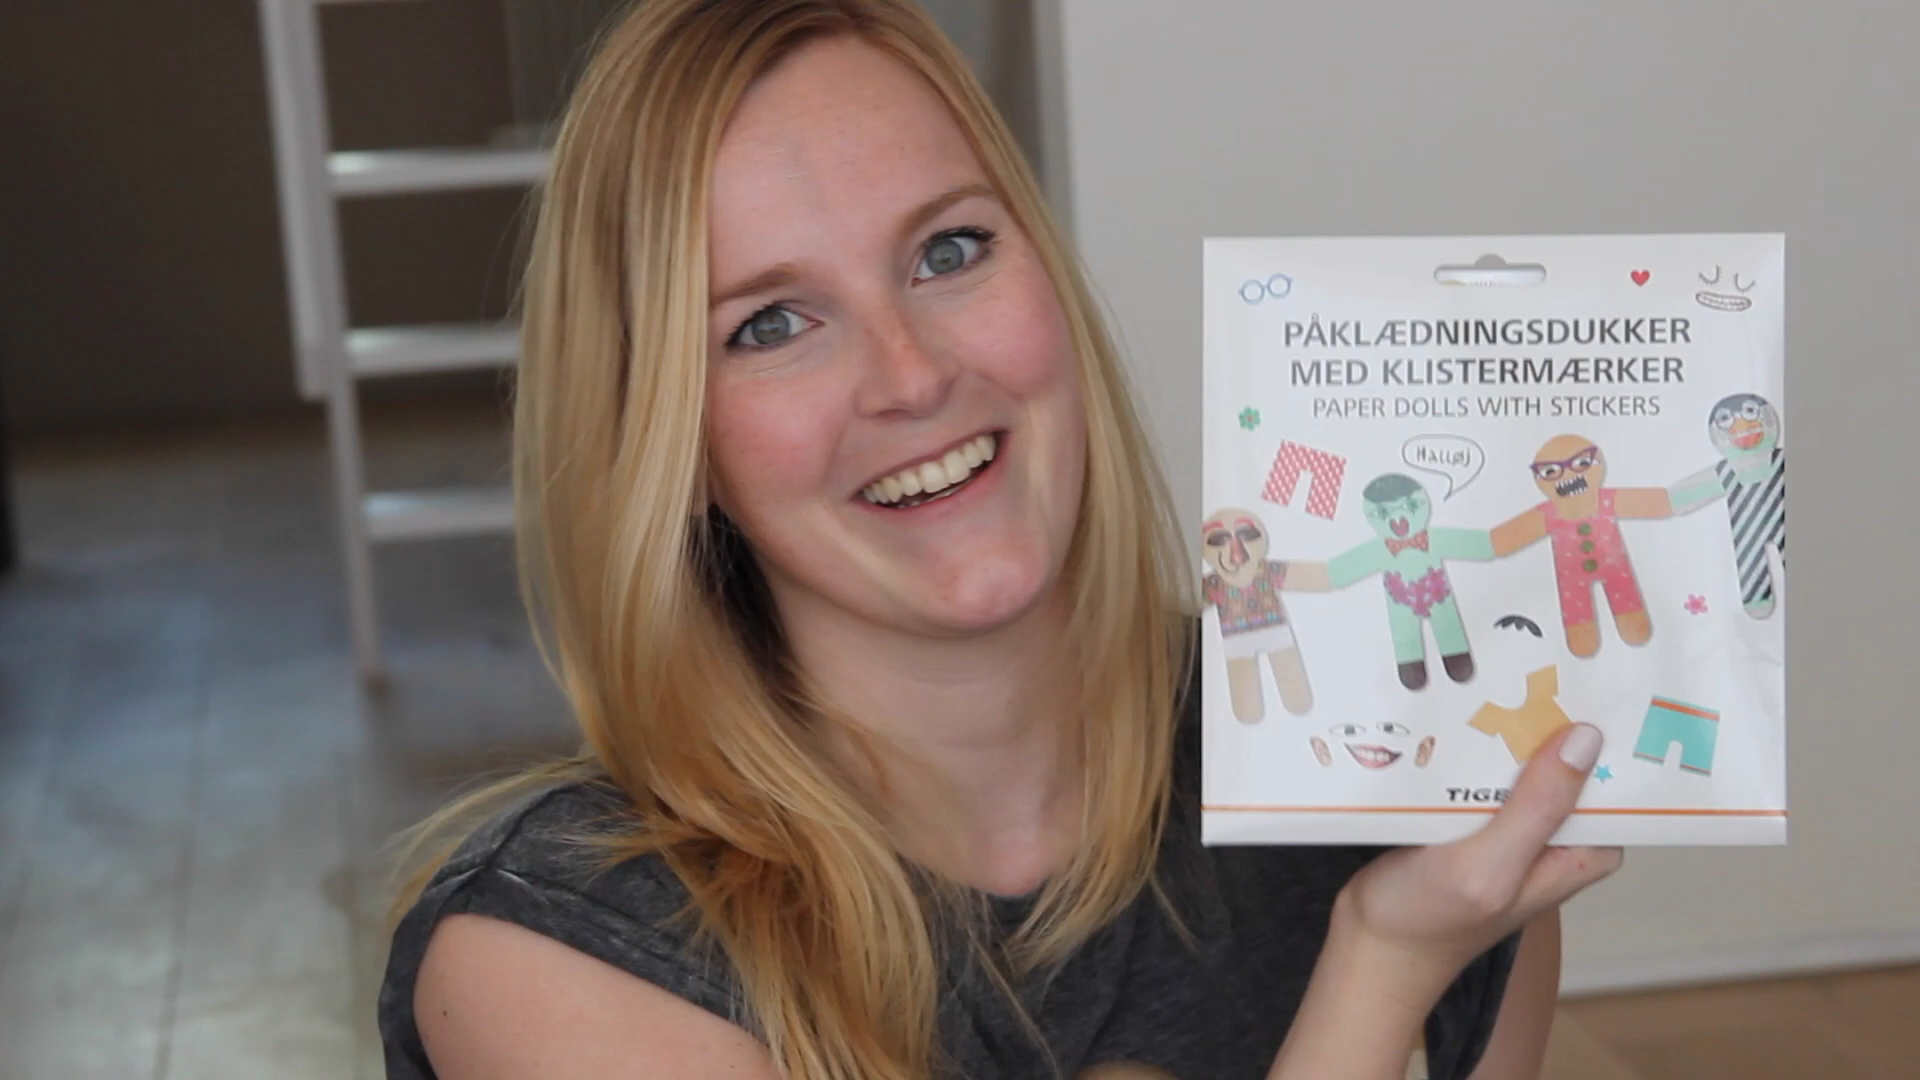 PÅKLÆDNINGSDUKKER
MED KLISTERMÆRKER
PAPER DOLLS WITH STICKERS
Halløj